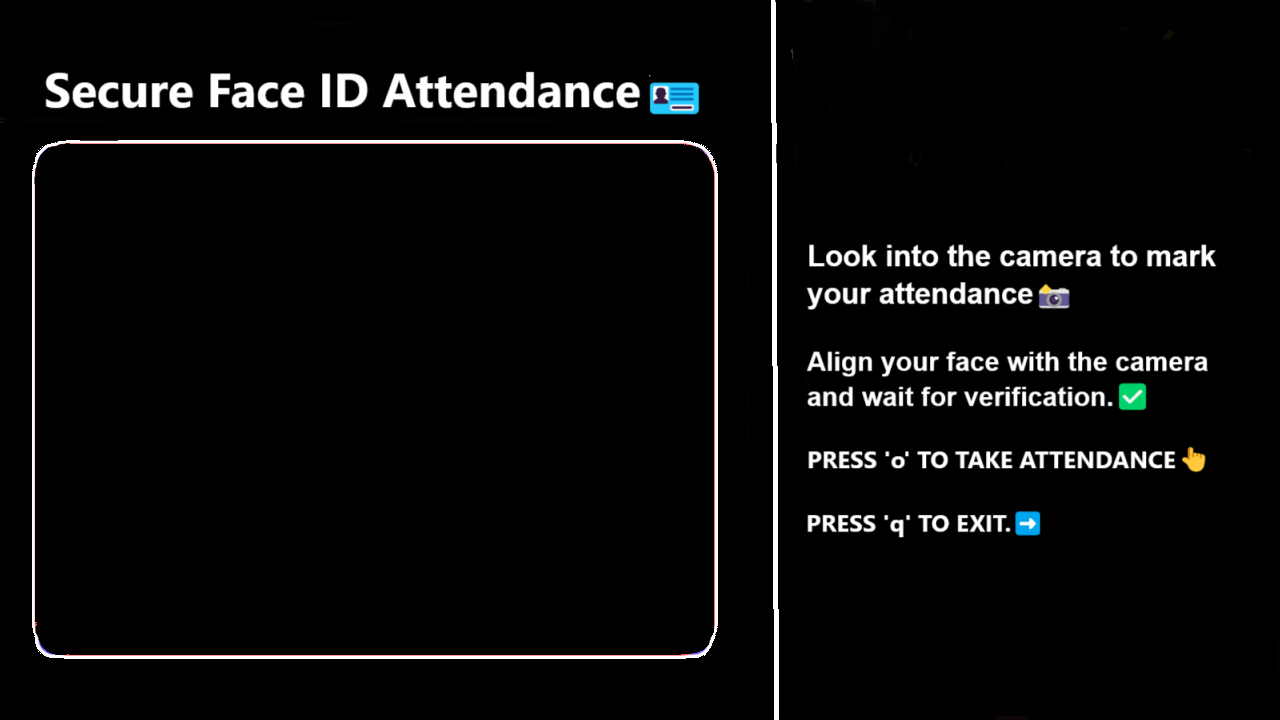 Secure Face ID Attendance
Look into the camera to mark
your attendance
Align your face with the camera
and wait for verification.
PRESS 'o' TO TAKE ATTENDANCE
PRESS 'q' TO EXIT.